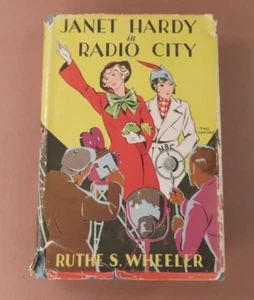 JANET HARDY
in
RADIO CITY
NBC
RUTHE S. WHEELER